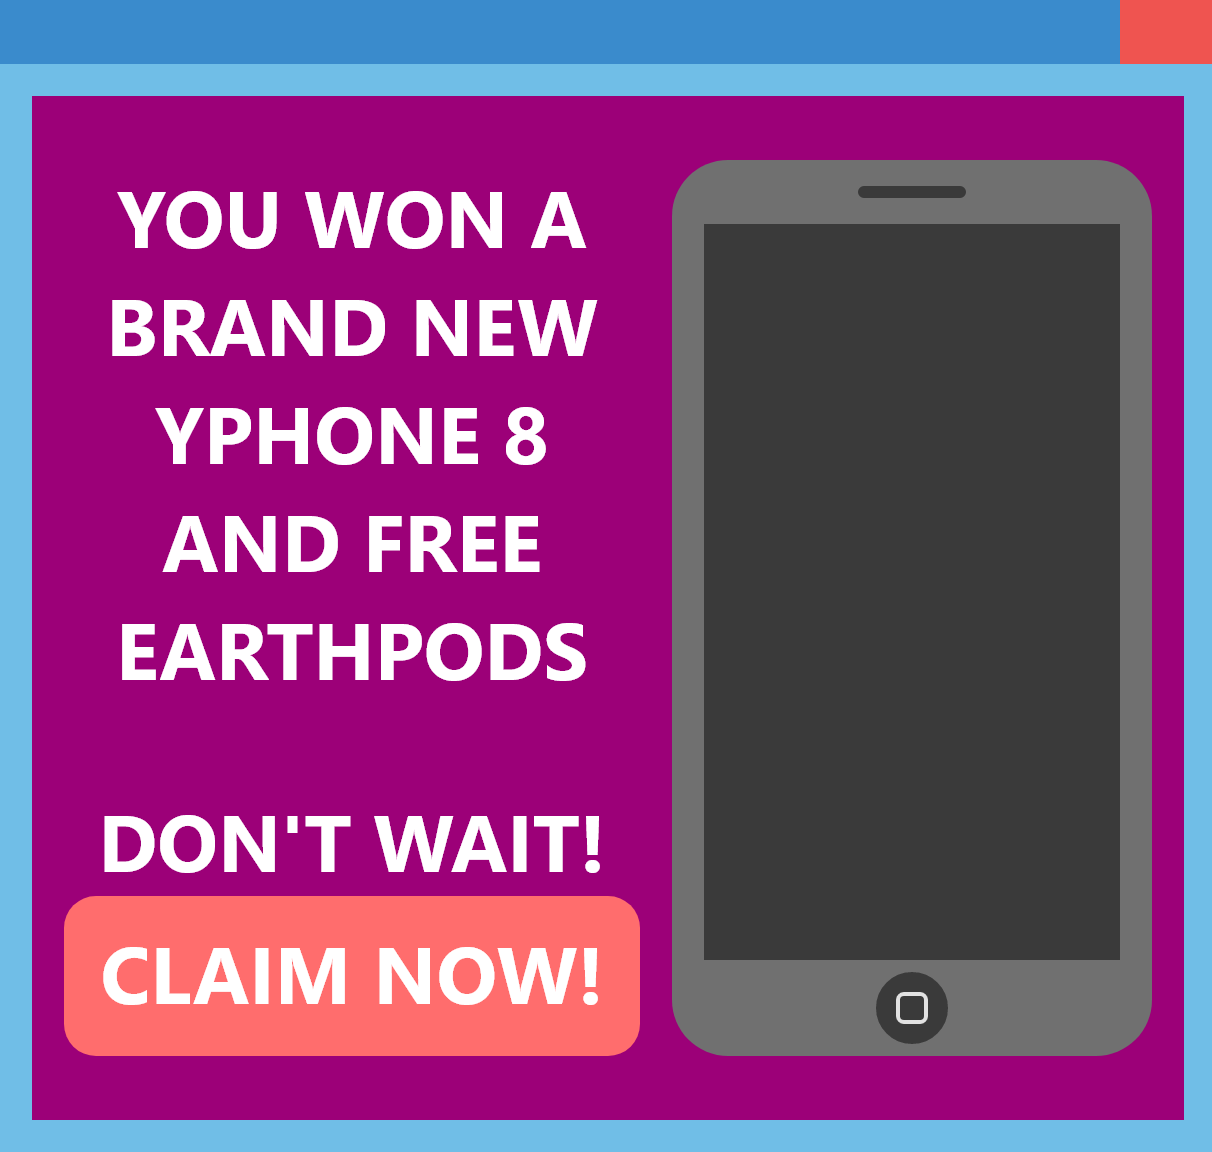 YOU WON A
BRAND NEW
YPHONE 8
AND FREE
EARTHPODS
DON'T WAIT!
CLAIM NOW!